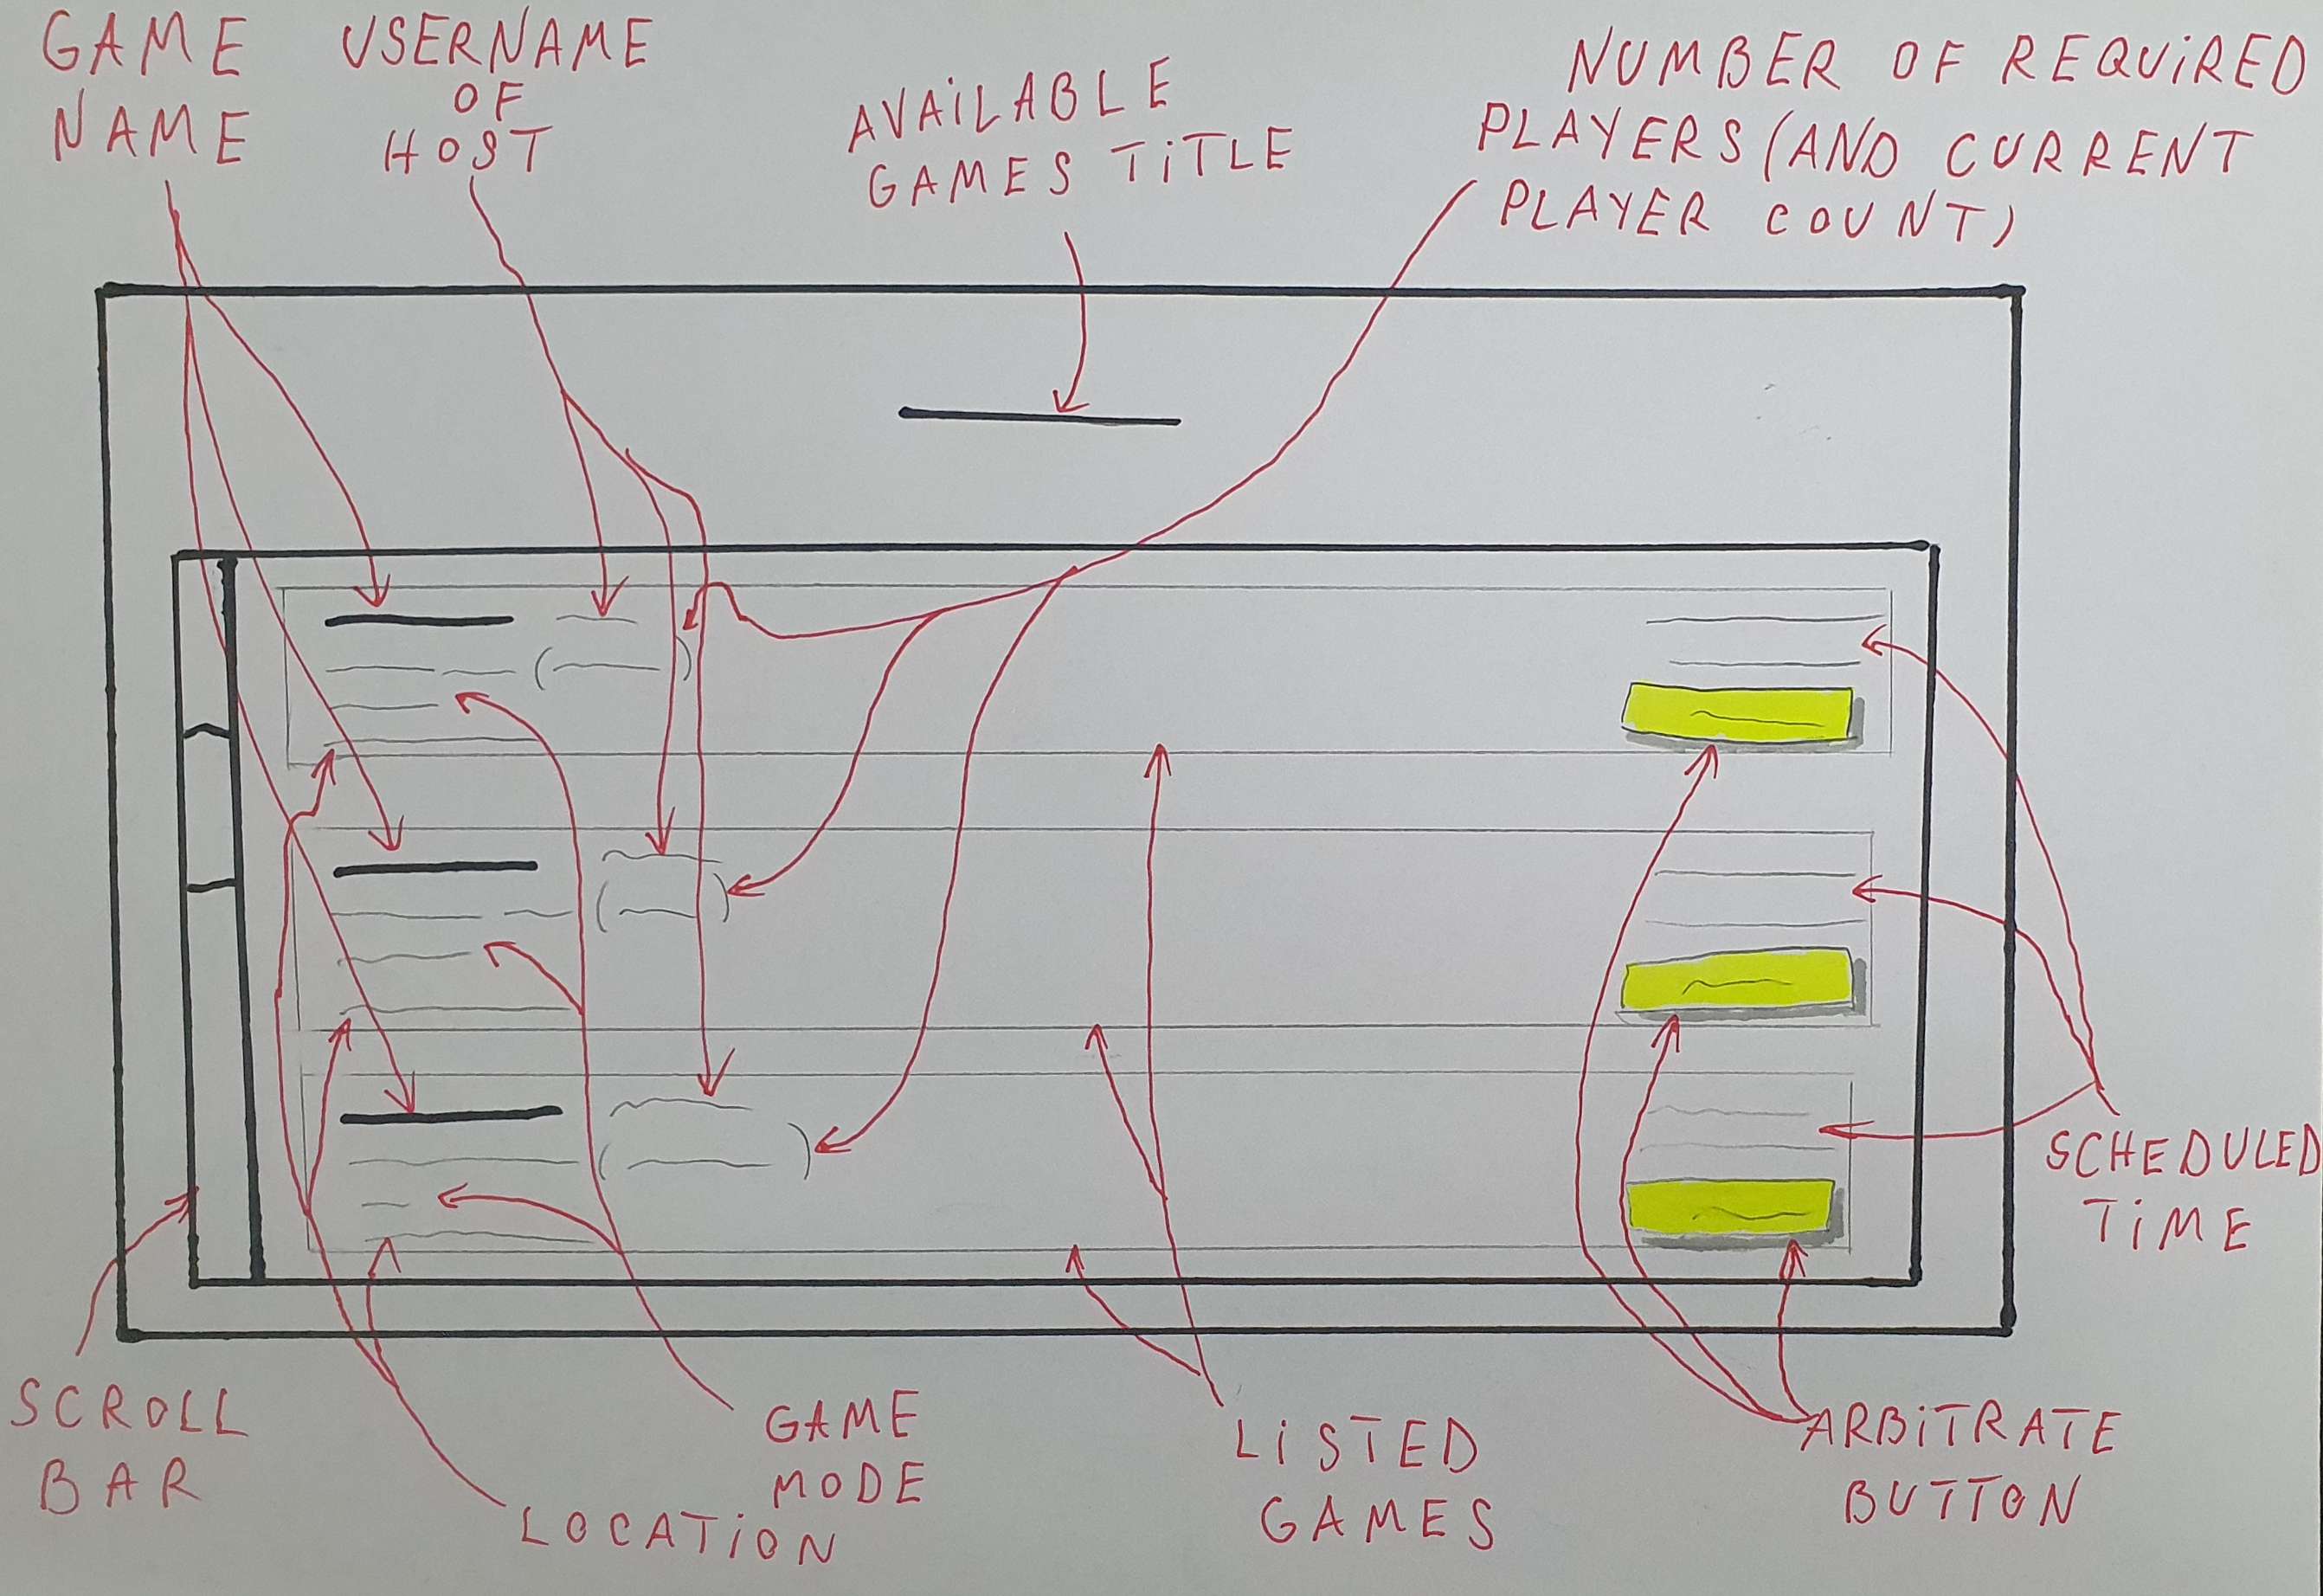 GAME
NAME
USERNAME
OF
HOST
AVAILABLE
GAMES TITLE
NUMBER OF REQUIRED
PLAYERS (AND CURRENT
PLAYER COUNT)
SCHEDULED
TIME
SCROLL
BAR
LOCATION
GAME
MODE
LISTED
GAMES
ARBITRATE
BUTTON